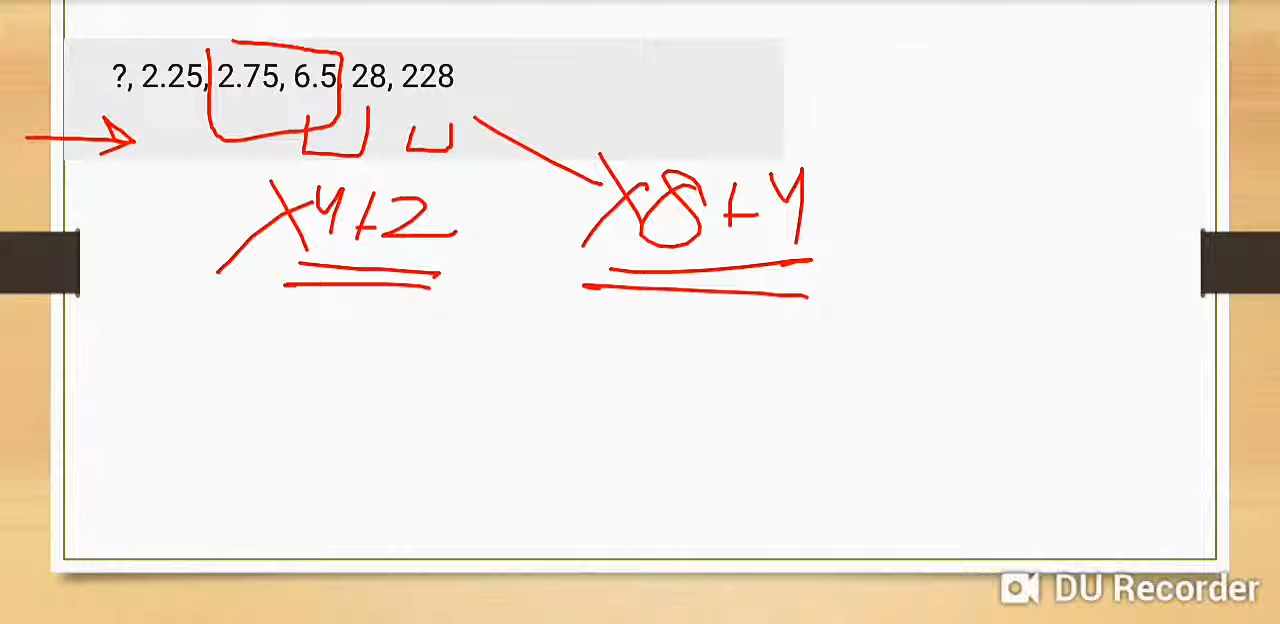 ?, 2.25, 2.75, 6.5, 28, 228
x4+2 x8+4
DU Recorder